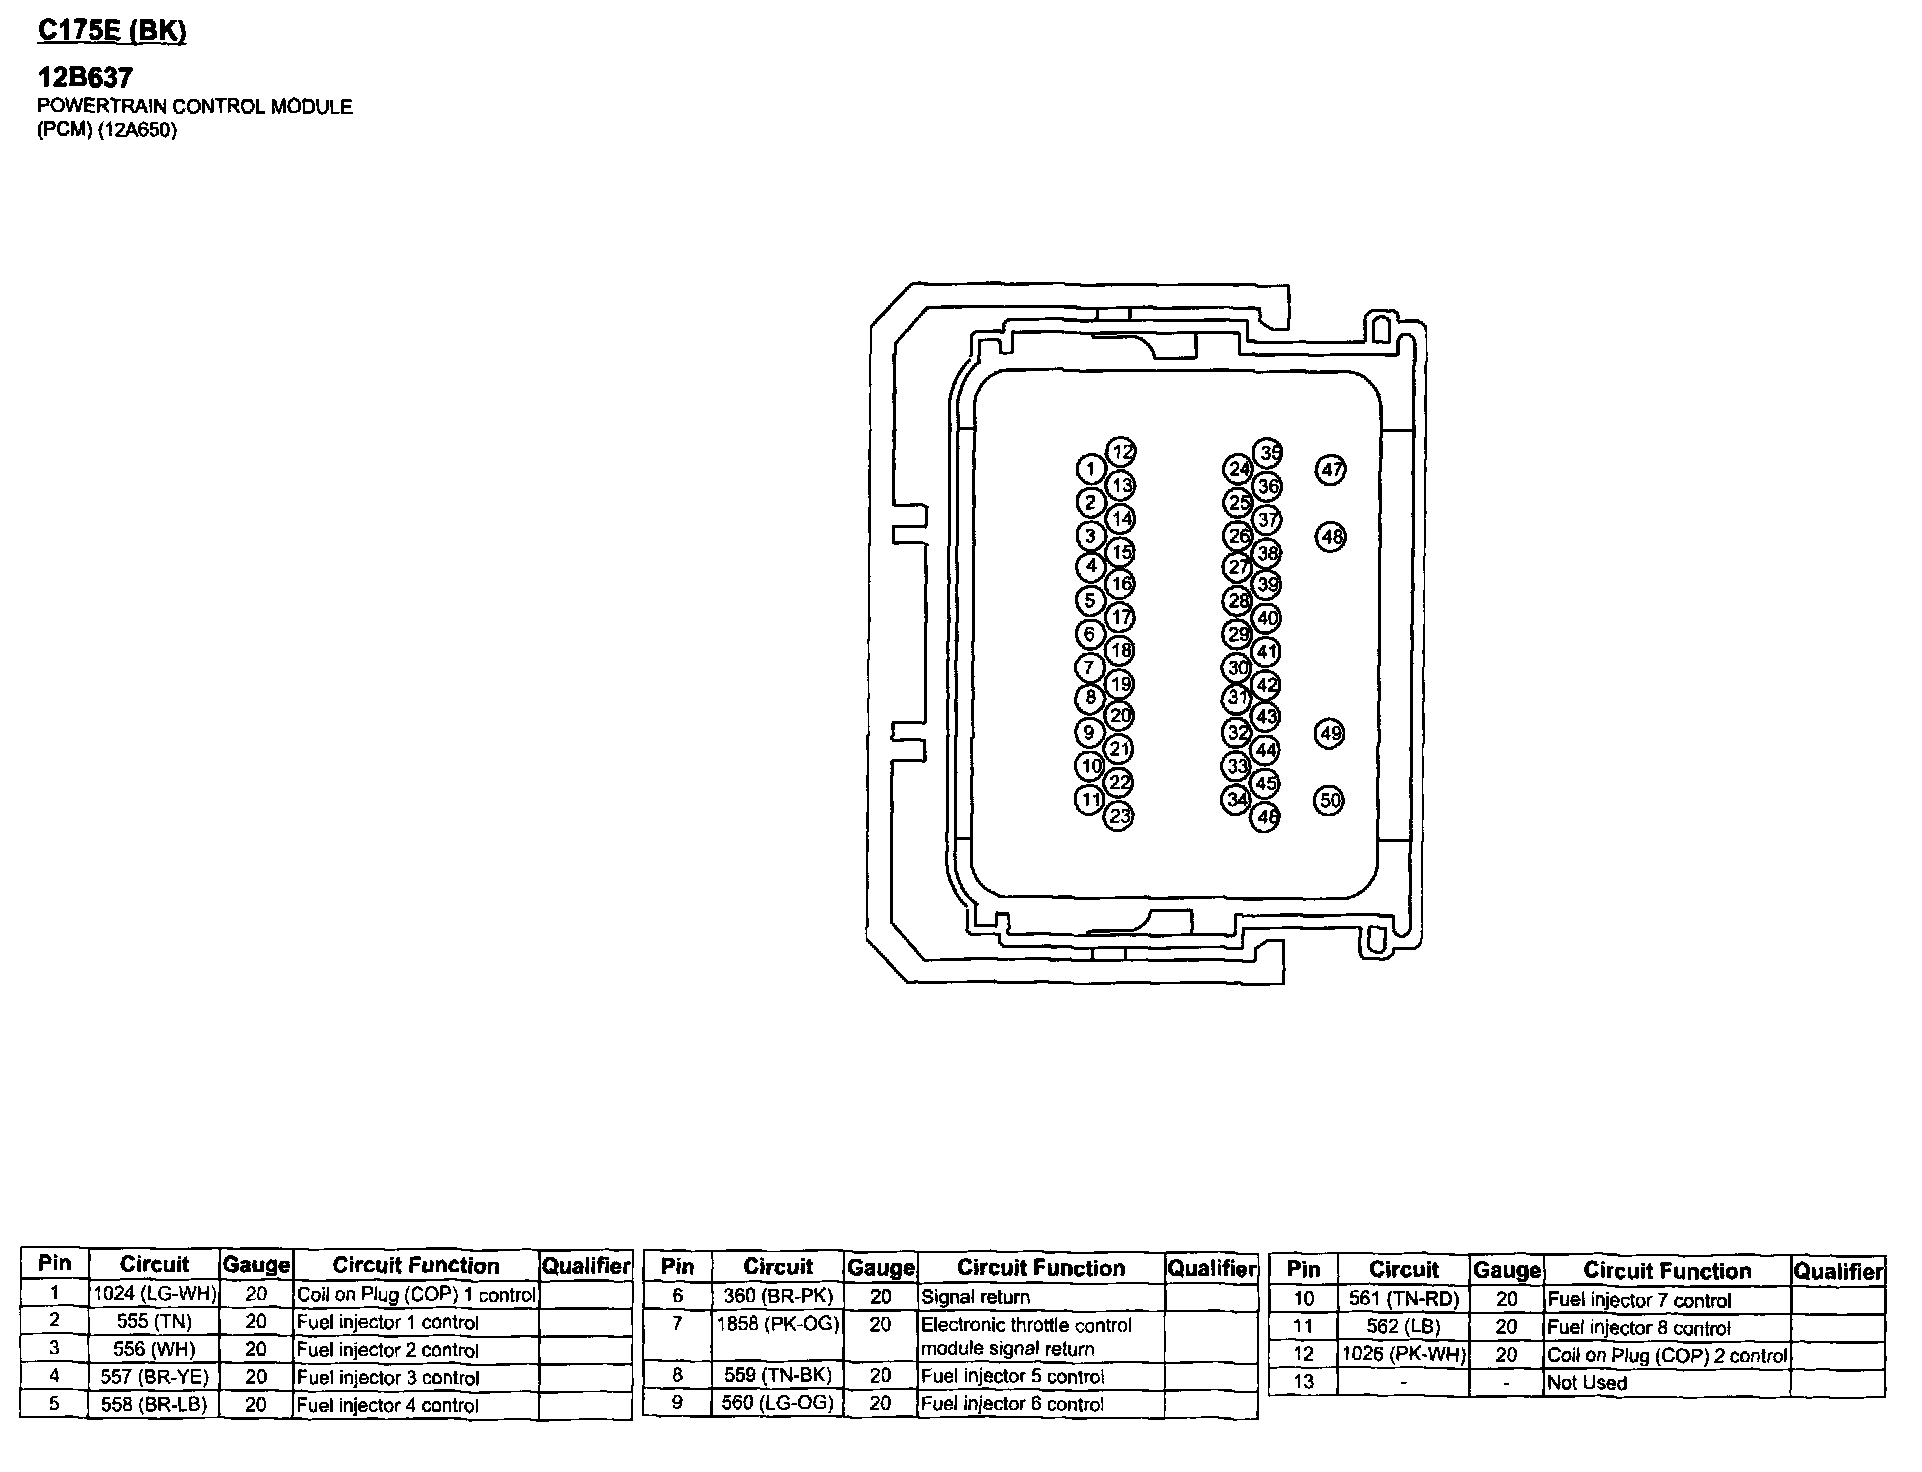 C175E (BK)
12B637
POWERTRAIN CONTROL MODULE
(PCM) (12A650)
12
1
13
2
14
3
15
4
16
5
17
6
18
7
19
8
20
9
21
10
22
11
23
35
24
36
25
37
26
38
27
39
28
40
29
41
30
42
31
43
32
44
33
45
34
46
47
48
49
50
Pin Circuit Gauge Circuit Function Qualifier
1 1024 (LG-WH) 20 Coil on Plug (COP) 1 control
2 555 (TN) 20 Fuel injector 1 control
3 556 (WH) 20 Fuel injector 2 control
4 557 (BR-YE) 20 Fuel injector 3 control
5 558 (BR-LB) 20 Fuel injector 4 control
Pin Circuit Gauge Circuit Function Qualifier
6 360 (BR-PK) 20 Signal return
7 1858 (PK-OG) 20 Electronic throttle control
module signal return
8 559 (TN-BK) 20 Fuel injector 5 control
9 560 (LG-OG) 20 Fuel injector 6 control
Pin Circuit Gauge Circuit Function Qualifier
10 561 (TN-RD) 20 Fuel injector 7 control
11 562 (LB) 20 Fuel injector 8 control
12 1026 (PK-WH) 20 Coil on Plug (COP) 2 control
13 - - Not Used